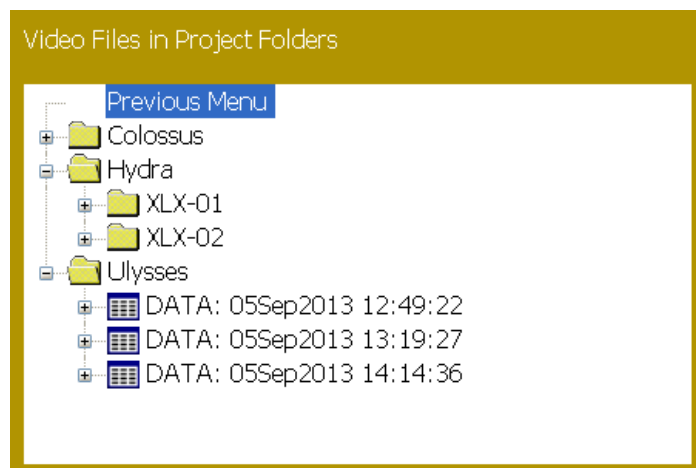 Video Files in Project Folders
Previous Menu
Colossus
Hydra
XLX-01
XLX-02
Ulysses
DATA: 05Sep2013 12:49:22
DATA: 05Sep2013 13:19:27
DATA: 05Sep2013 14:14:36